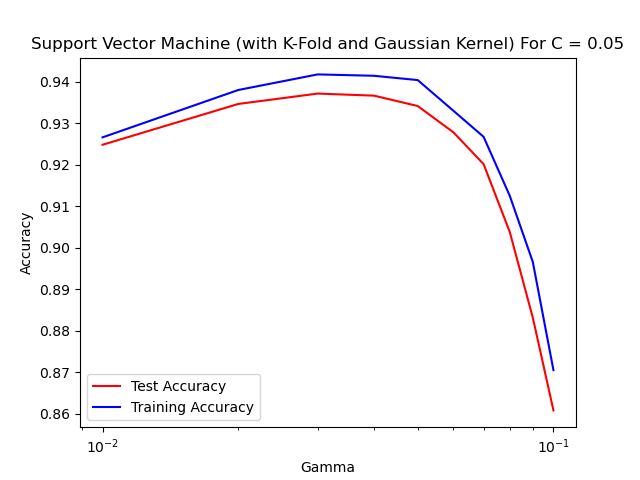 Support Vector Machine (with K-Fold and Gaussian Kernel) For C = 0.05
Accuracy
0.94
0.93
0.92
0.91
0.90
0.89
0.88
0.87
0.86
Test Accuracy
Training Accuracy
10⁻² 10⁻¹
Gamma